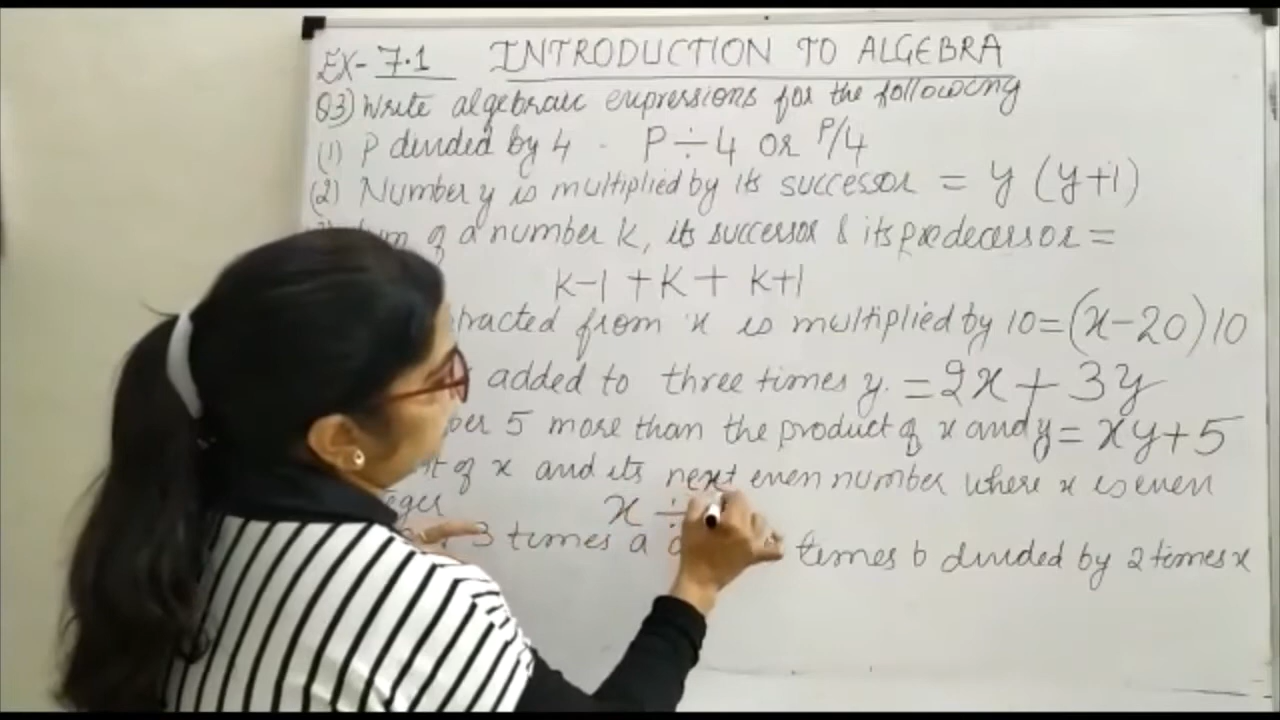 EX- 7.1 INTRODUCTION TO ALGEBRA
Q3) Write algebraic expressions for the following
(1) P divided by 4 - P÷4 or P/4
(2) Number y is multiplied by its successor = y (y+1)
of a number k, its successor & its predecessor =
k-1 + k + k+1
from x is multiplied by 10=(x-20)10
added to three times y. = 2x + 3y
5 more than the product of x and y = xy+5
of x and its next even number where x is even
x ÷
3 times a times b divided by 2 times x